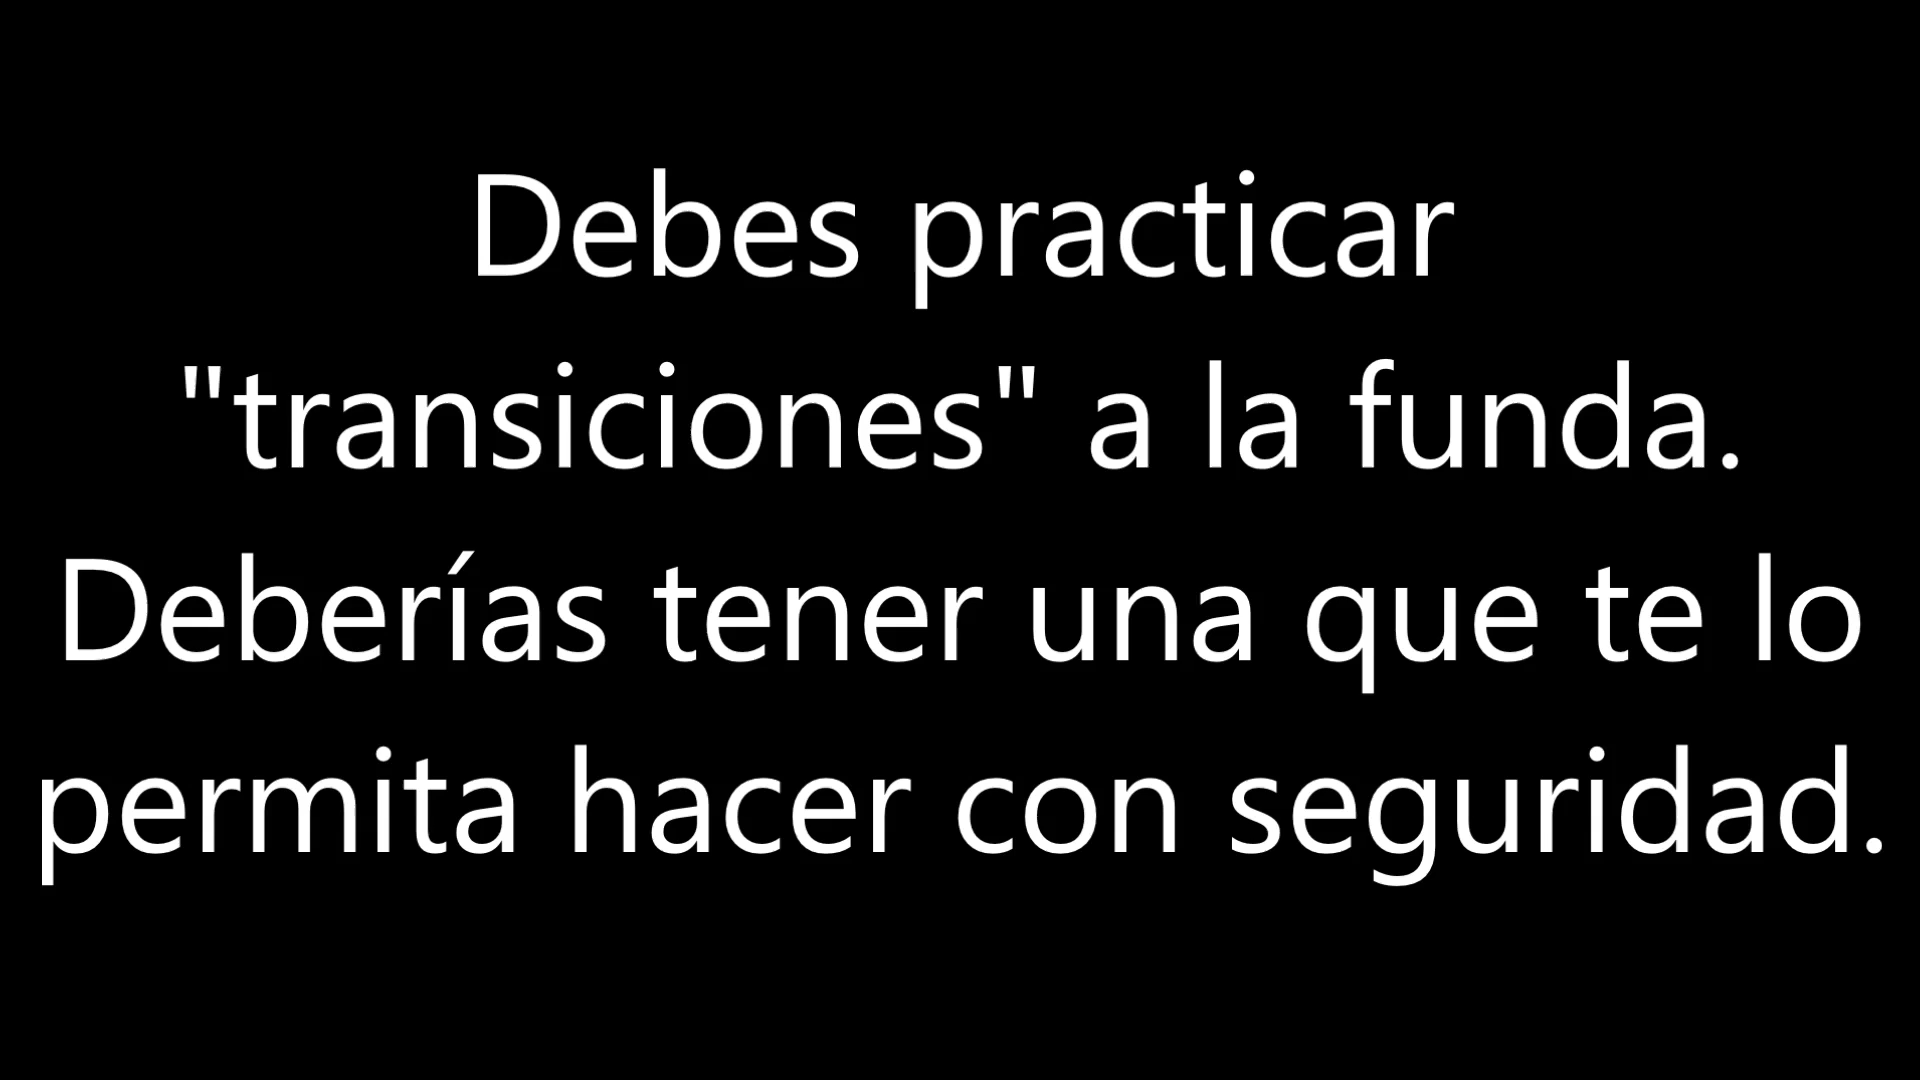 Debes practicar
"transiciones" a la funda.
Deberías tener una que te lo
permita hacer con seguridad.